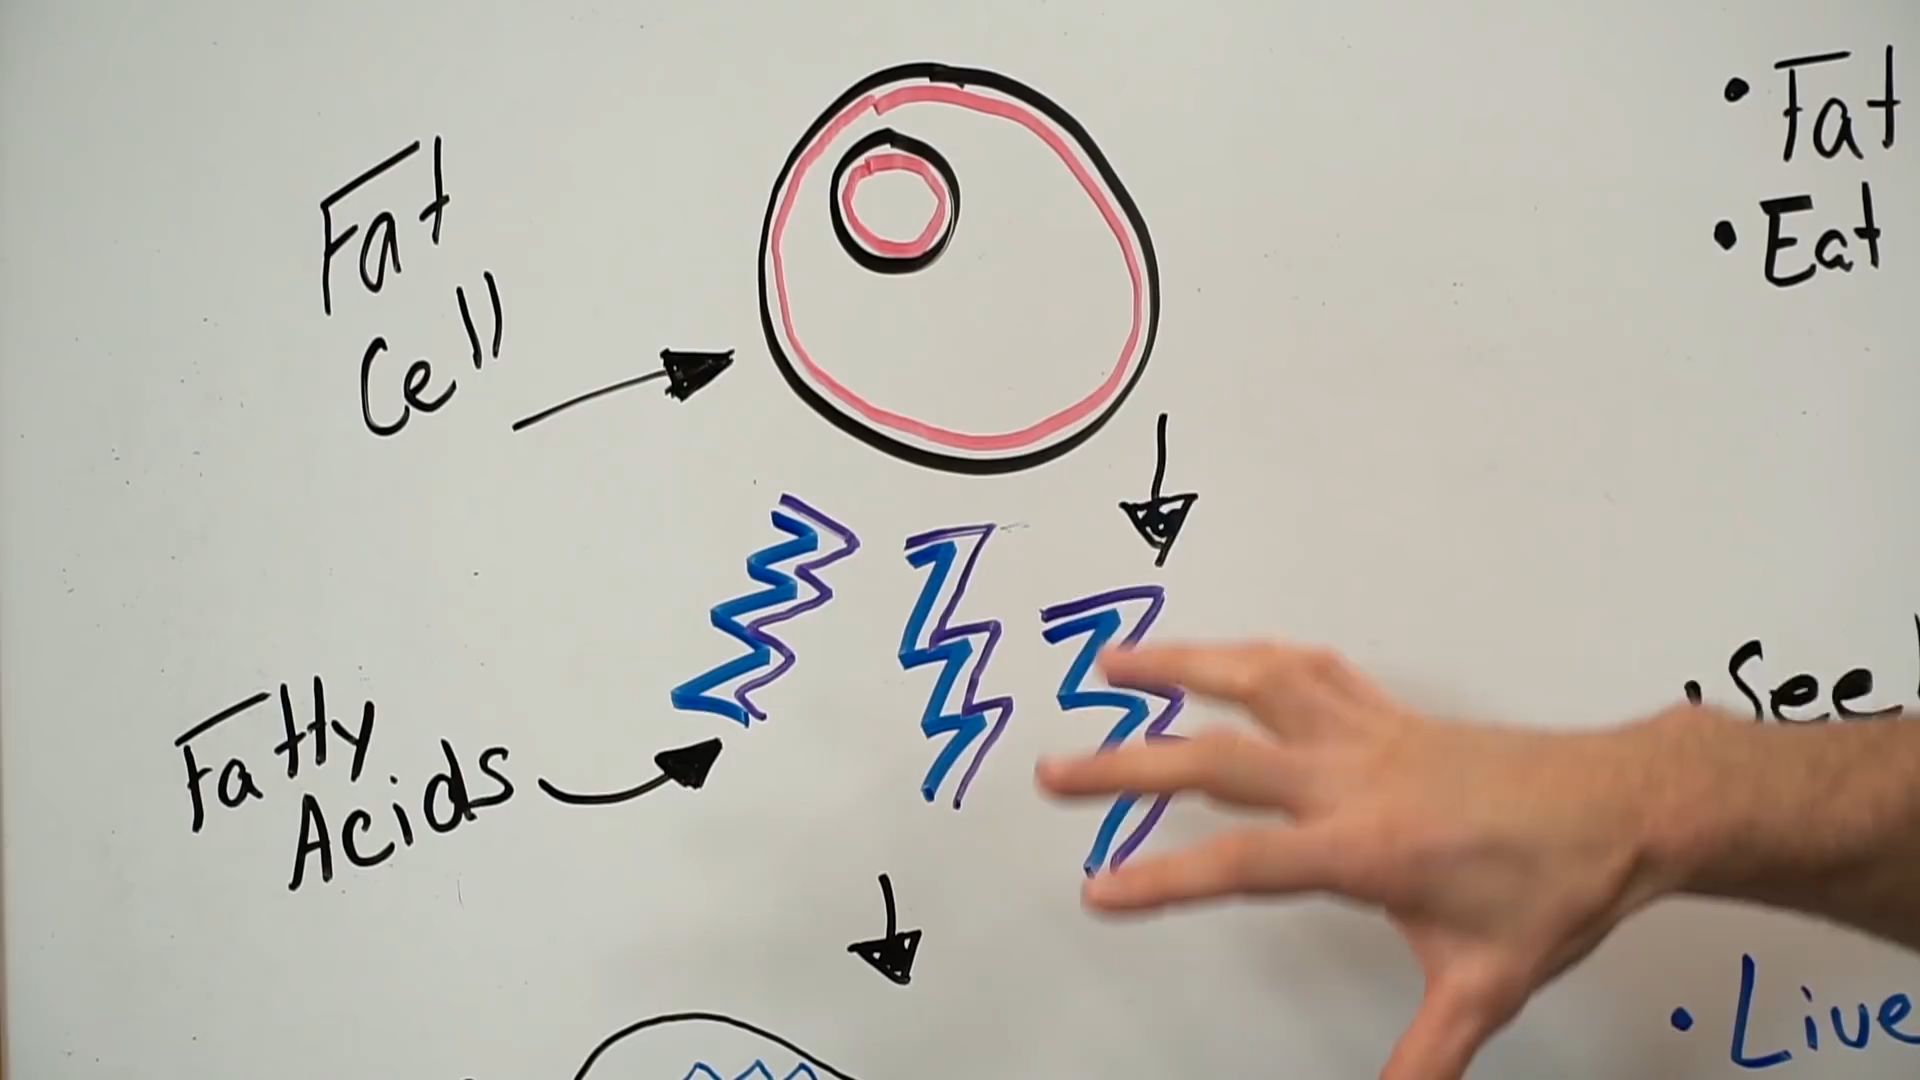 Fat
Cell
Fatty
Acids
• Fat
• Eat
• See
• Live